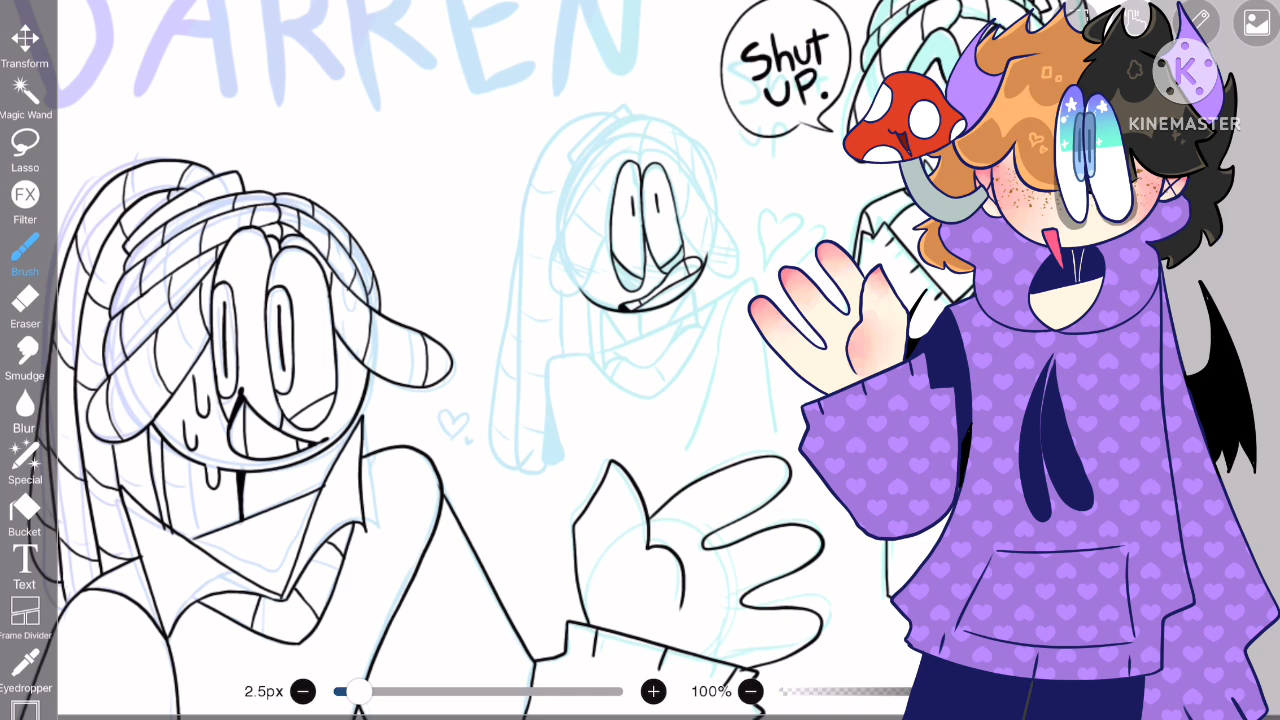 DARREN
Shut
UP.
up
K
KINEMASTER
Transform
Magic Wand
Lasso
FX
Filter
Brush
Eraser
Smudge
Blur
Special
Bucket
T
Text
Frame Divider
Eyedropper
2.5px
100%